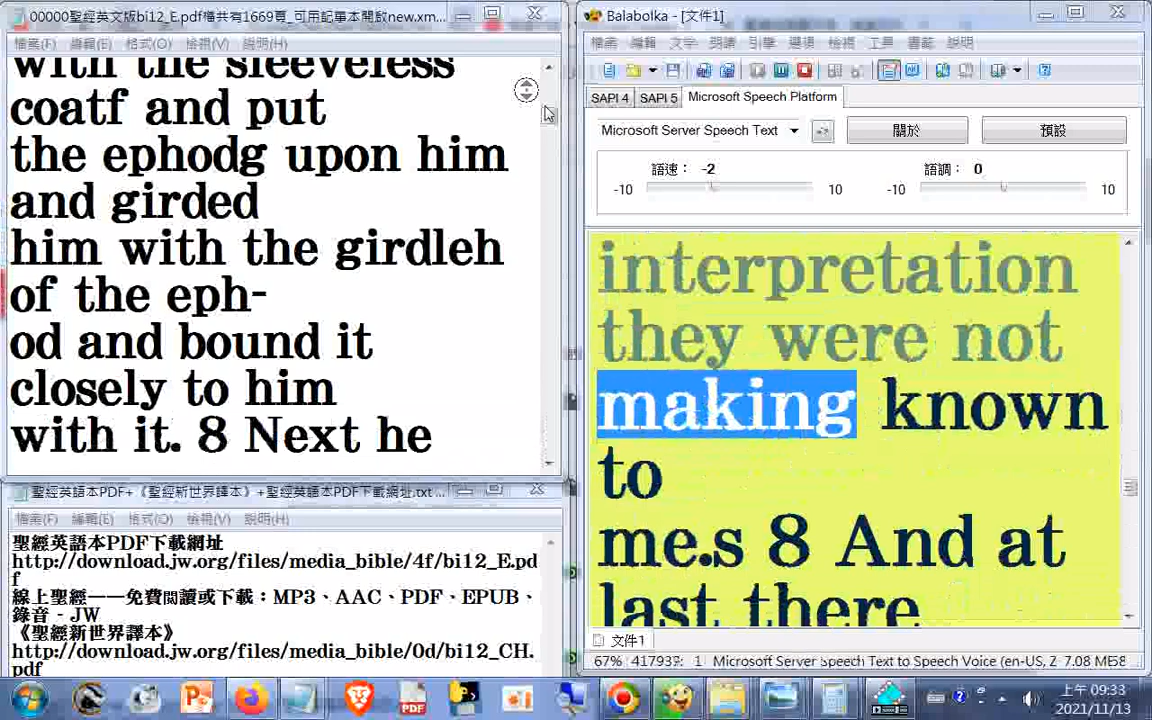 00000聖經英文版bi12_E.pdf檔共有1669頁_可用記事本開啟new.xm...
檔案(F) 編輯(E) 格式(O) 檢視(V) 說明(H)
with the sleeveless
coatf and put
the ephodg upon him
and girded
him with the girdleh
of the eph-
od and bound it
closely to him
with it. 8 Next he
聖經英語本PDF+《聖經新世界譯本》+聖經英語本PDF下載網址.txt ...
檔案(F) 編輯(E) 格式(O) 檢視(V) 說明(H)
聖經英語本PDF下載網址
http://download.jw.org/files/media_bible/4f/bi12_E.pd
f
線上聖經——免費閱讀或下載：MP3、AAC、PDF、EPUB、
錄音 - JW
《聖經新世界譯本》
http://download.jw.org/files/media_bible/0d/bi12_CH.
pdf
Balabolka - [文件1]
檔案 編輯 文字 朗讀 引擎 選項 檢視 工具 書籤 說明
SAPI 4 SAPI 5 Microsoft Speech Platform
Microsoft Server Speech Text 關於 預設
語速： -2 語調： 0
-10 10 -10 10
interpretation
they were not
making known
to
me.s 8 And at
last there
文件1
67% 417937: 1 Microsoft Server Speech Text to Speech Voice (en-US, Z 7.08 ME58
上午 09:33
2021/11/13